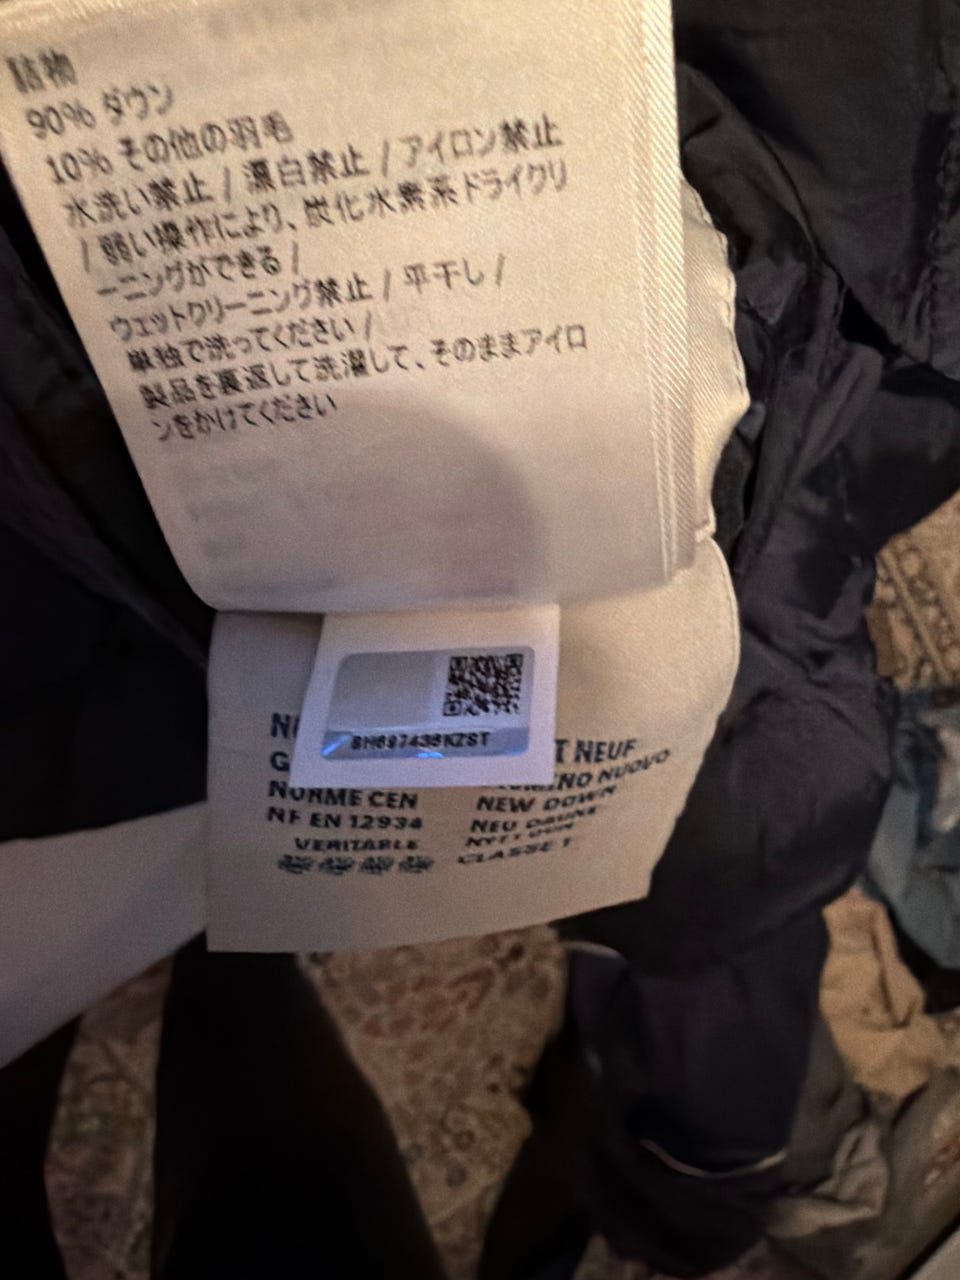 詰物
90% ダウン
10% その他の羽毛
水洗い禁止 / 漂白禁止 / アイロン禁止
/ 弱い操作により、炭化水素系ドライクリ
ーニングができる /
ウェットクリーニング禁止 / 平干し /
単独で洗ってください /
製品を裏返して洗濯して、そのままアイロ
ンをかけてください
NORME CEN
NF EN 12934
VERITABLE
T NEUF
NUOVO
NEW DOWN
NEU DAUNE
NYTT DUN
CLASSE 1